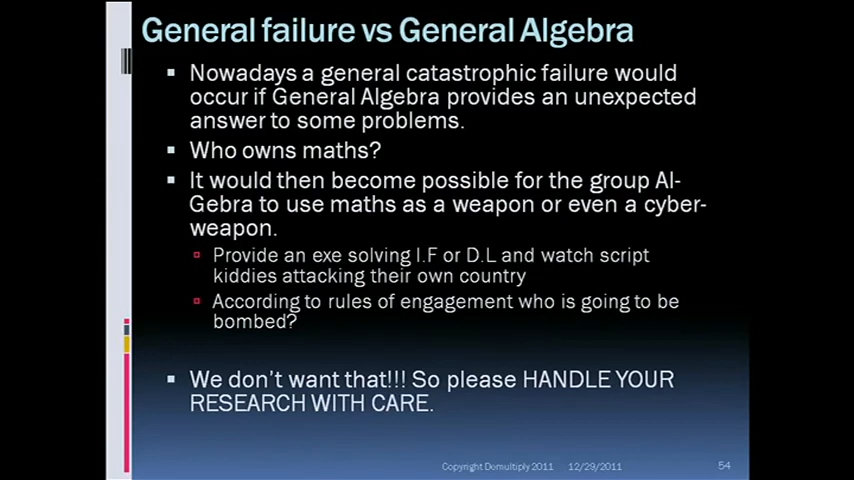 General failure vs General Algebra
Nowadays a general catastrophic failure would
occur if General Algebra provides an unexpected
answer to some problems.
Who owns maths?
It would then become possible for the group Al-
Gebra to use maths as a weapon or even a cyber-
weapon.
Provide an exe solving I.F or D.L and watch script
kiddies attacking their own country
According to rules of engagement who is going to be
bombed?
We don't want that!!! So please HANDLE YOUR
RESEARCH WITH CARE.
Copyright Domultiply 2011 12/29/2011 54